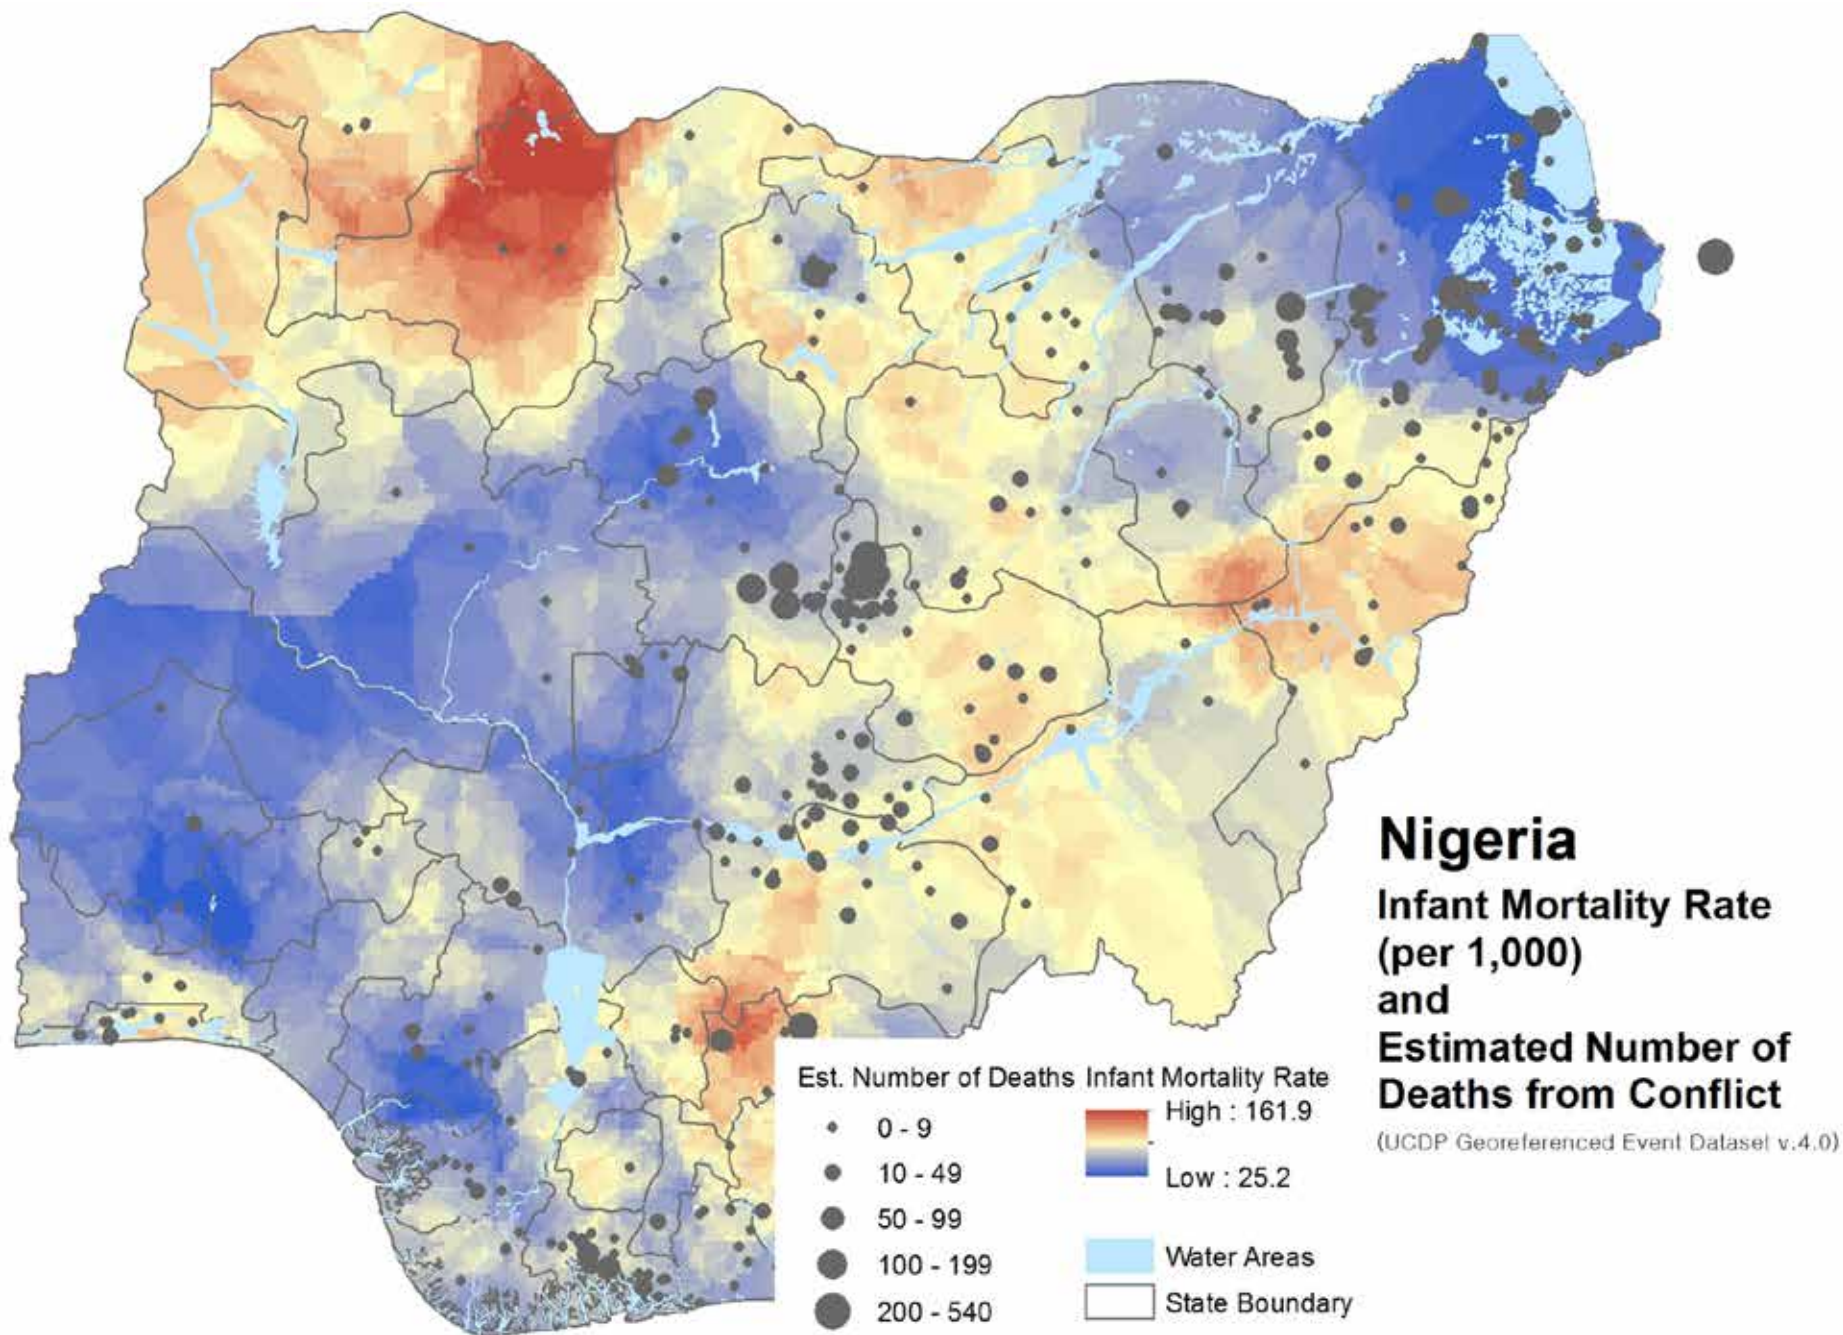 Nigeria
Infant Mortality Rate
(per 1,000)
and
Estimated Number of
Deaths from Conflict
(UCDP Georeferenced Event Dataset v.4.0)
Est. Number of Deaths
0 - 9
10 - 49
50 - 99
100 - 199
200 - 540
Infant Mortality Rate
High : 161.9
Low : 25.2
Water Areas
State Boundary